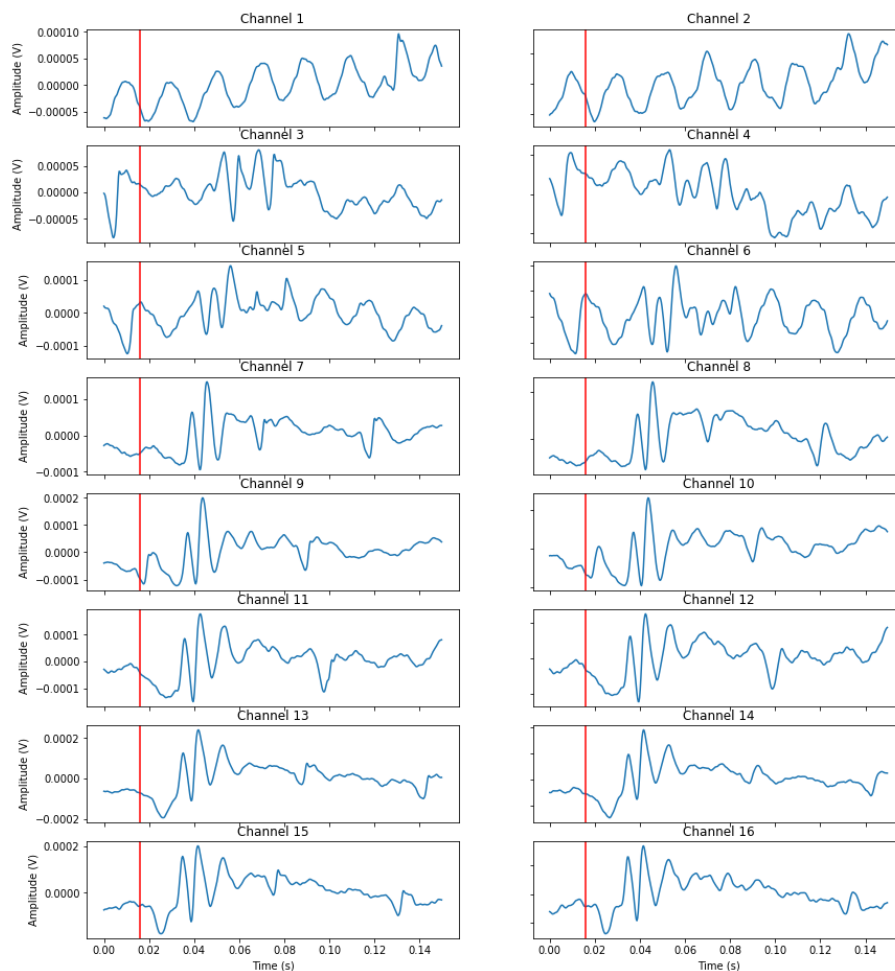 Channel 1
Channel 2
0.00010
0.00005
0.00000
−0.00005
Amplitude (V)
Channel 3
Channel 4
0.00005
0.00000
−0.00005
Amplitude (V)
Channel 5
Channel 6
0.0001
0.0000
−0.0001
Amplitude (V)
Channel 7
Channel 8
0.0001
0.0000
−0.0001
Amplitude (V)
Channel 9
Channel 10
0.0002
0.0001
0.0000
−0.0001
Amplitude (V)
Channel 11
Channel 12
0.0001
0.0000
−0.0001
Amplitude (V)
Channel 13
Channel 14
0.0002
0.0000
−0.0002
Amplitude (V)
Channel 15
Channel 16
0.0002
0.0000
Amplitude (V)
0.00 0.02 0.04 0.06 0.08 0.10 0.12 0.14
0.00 0.02 0.04 0.06 0.08 0.10 0.12 0.14
Time (s)
Time (s)